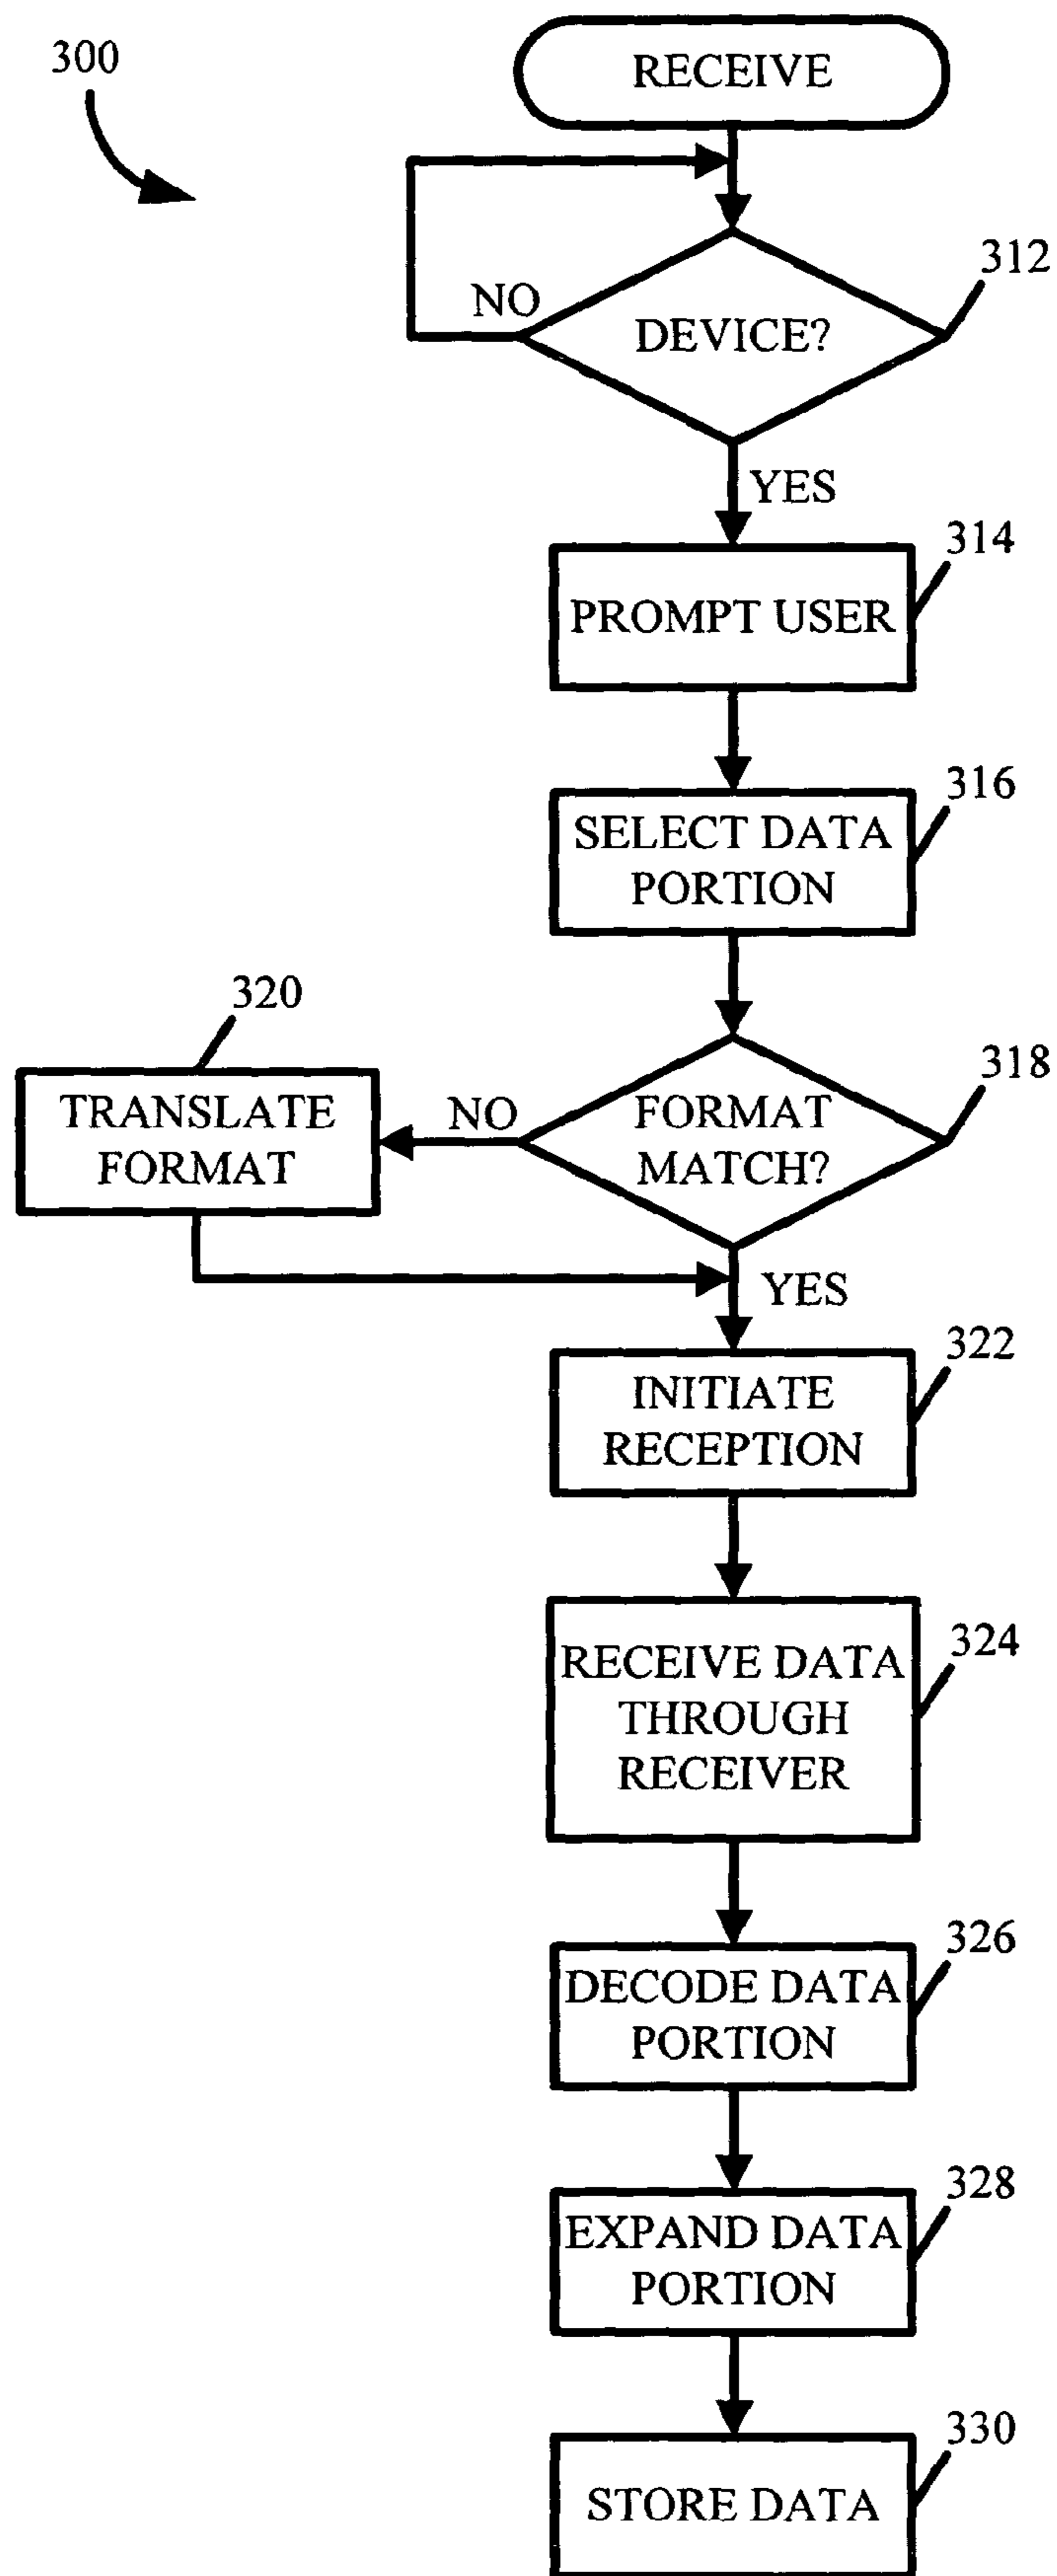 300
RECEIVE
312
NO
DEVICE?
YES
314
PROMPT USER
316
SELECT DATA
PORTION
320
318
TRANSLATE
FORMAT
NO
FORMAT
MATCH?
YES
322
INITIATE
RECEPTION
324
RECEIVE DATA
THROUGH
RECEIVER
326
DECODE DATA
PORTION
328
EXPAND DATA
PORTION
330
STORE DATA